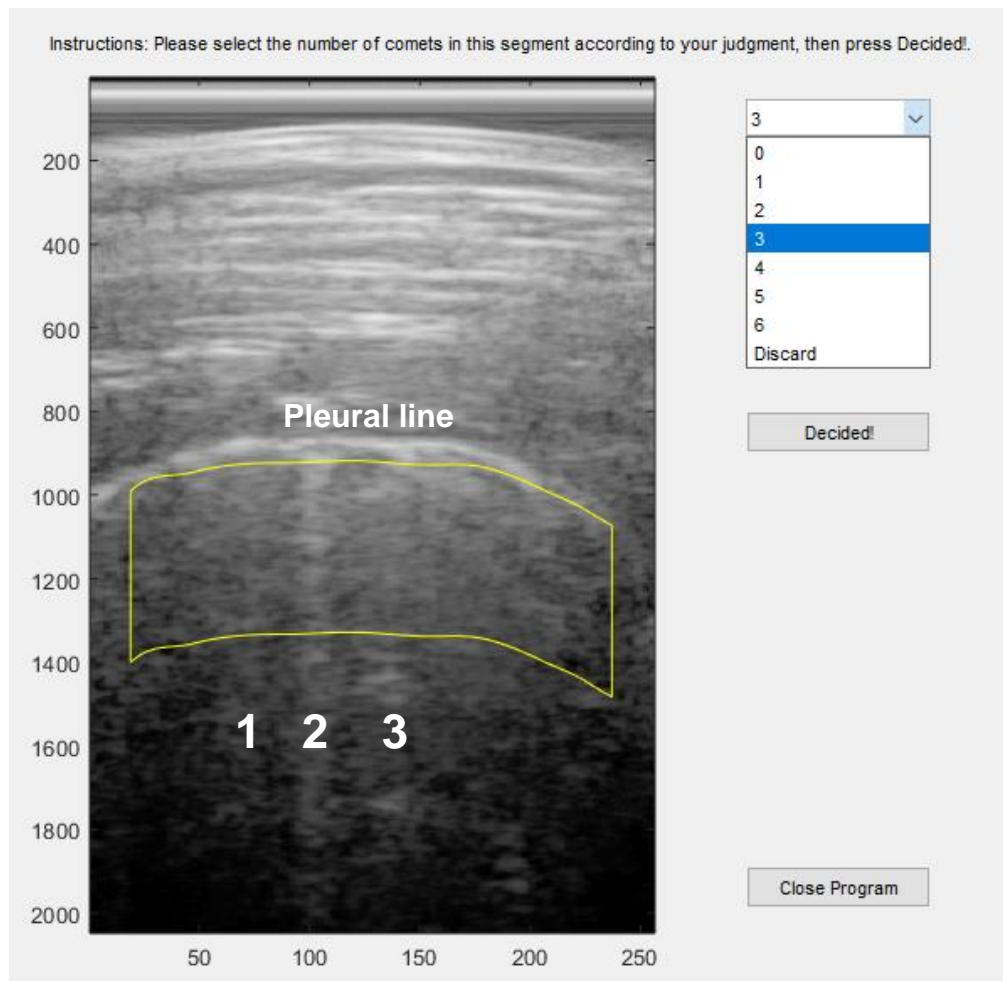 Instructions: Please select the number of comets in this segment according to your judgment, then press Decided!.
3
0
1
2
3
4
5
6
Discard
Decided!
Close Program
Pleural line
1 2 3
200
400
600
800
1000
1200
1400
1600
1800
2000
50 100 150 200 250